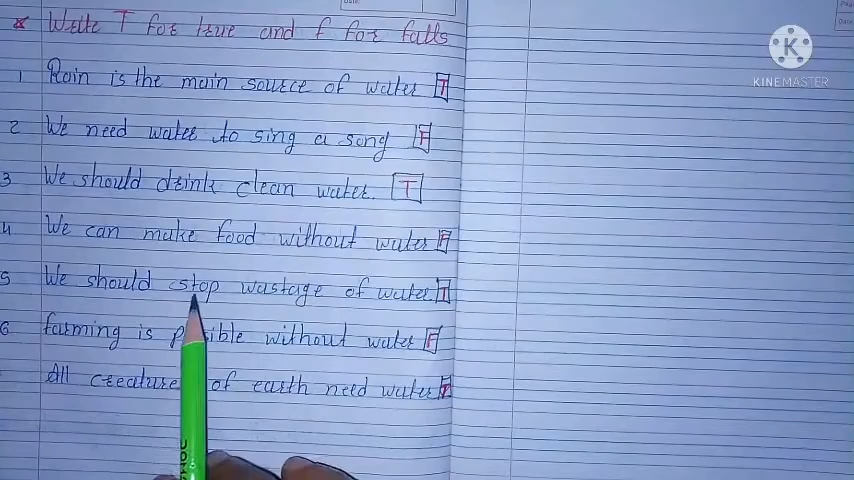 * Write T for true and f for falls
1 Rain is the main source of water T
2 We need water to sing a song F
3 We should drink clean water. T
4 We can make food without water F
5 We should stop wastage of water. T
6 farming is without water F
All creature of earth need water
K
KINEMASTER